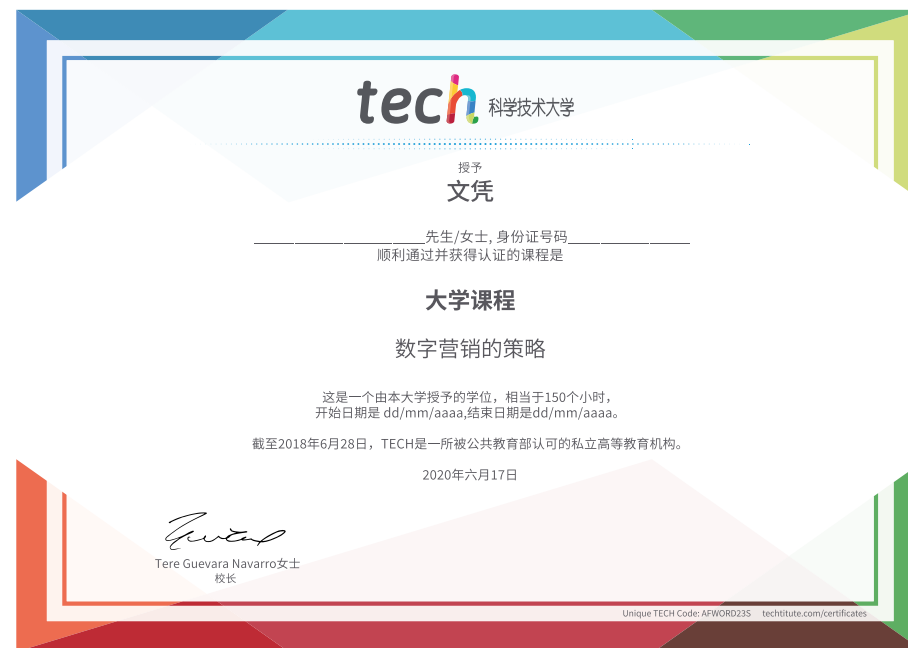 tech 科学技术大学
授予
文凭
______________________先生/女士, 身份证号码________________
顺利通过并获得认证的课程是
大学课程
数字营销的策略
这是一个由本大学授予的学位，相当于150个小时，
开始日期是 dd/mm/aaaa,结束日期是dd/mm/aaaa。
截至2018年6月28日，TECH是一所被公共教育部认可的私立高等教育机构。
2020年六月17日
Tere Guevara Navarro女士
校长
Unique TECH Code: AFWORD23S techtitute.com/certificates